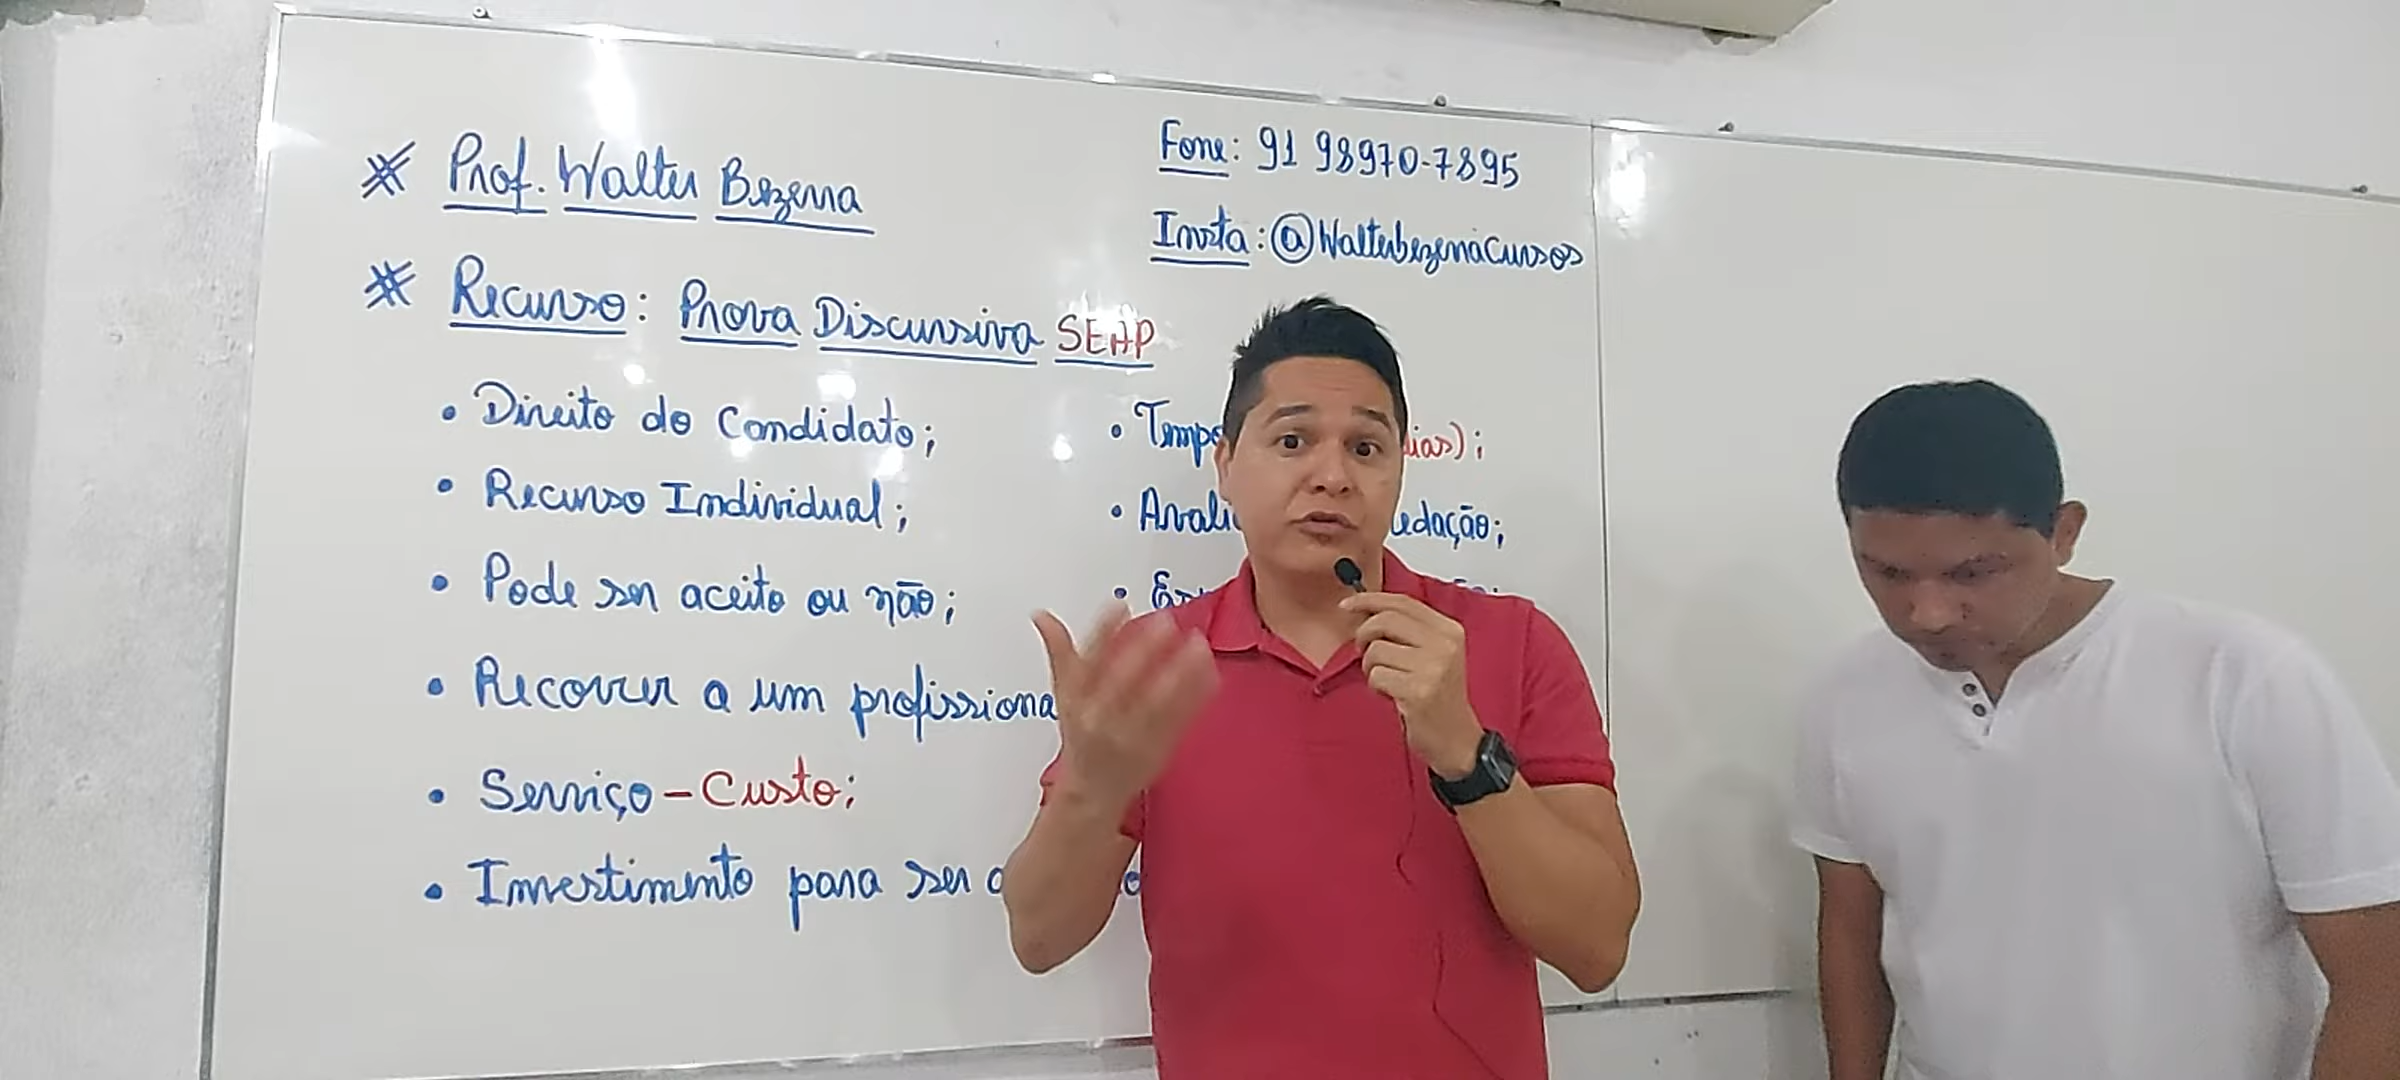 Prof. Walter Bezerra
Recurso: Prova Discursiva SEAP
• Direito do Candidato;
• Recurso Individual;
• Pode ser aceito ou não;
• Recorrer a um profissiona
• Serviço - Custo;
• Investimento para ser
Fone: 91 98970-7895
Insta: @WalterbezerraCursos
• Tempo dias);
• Avali edação;